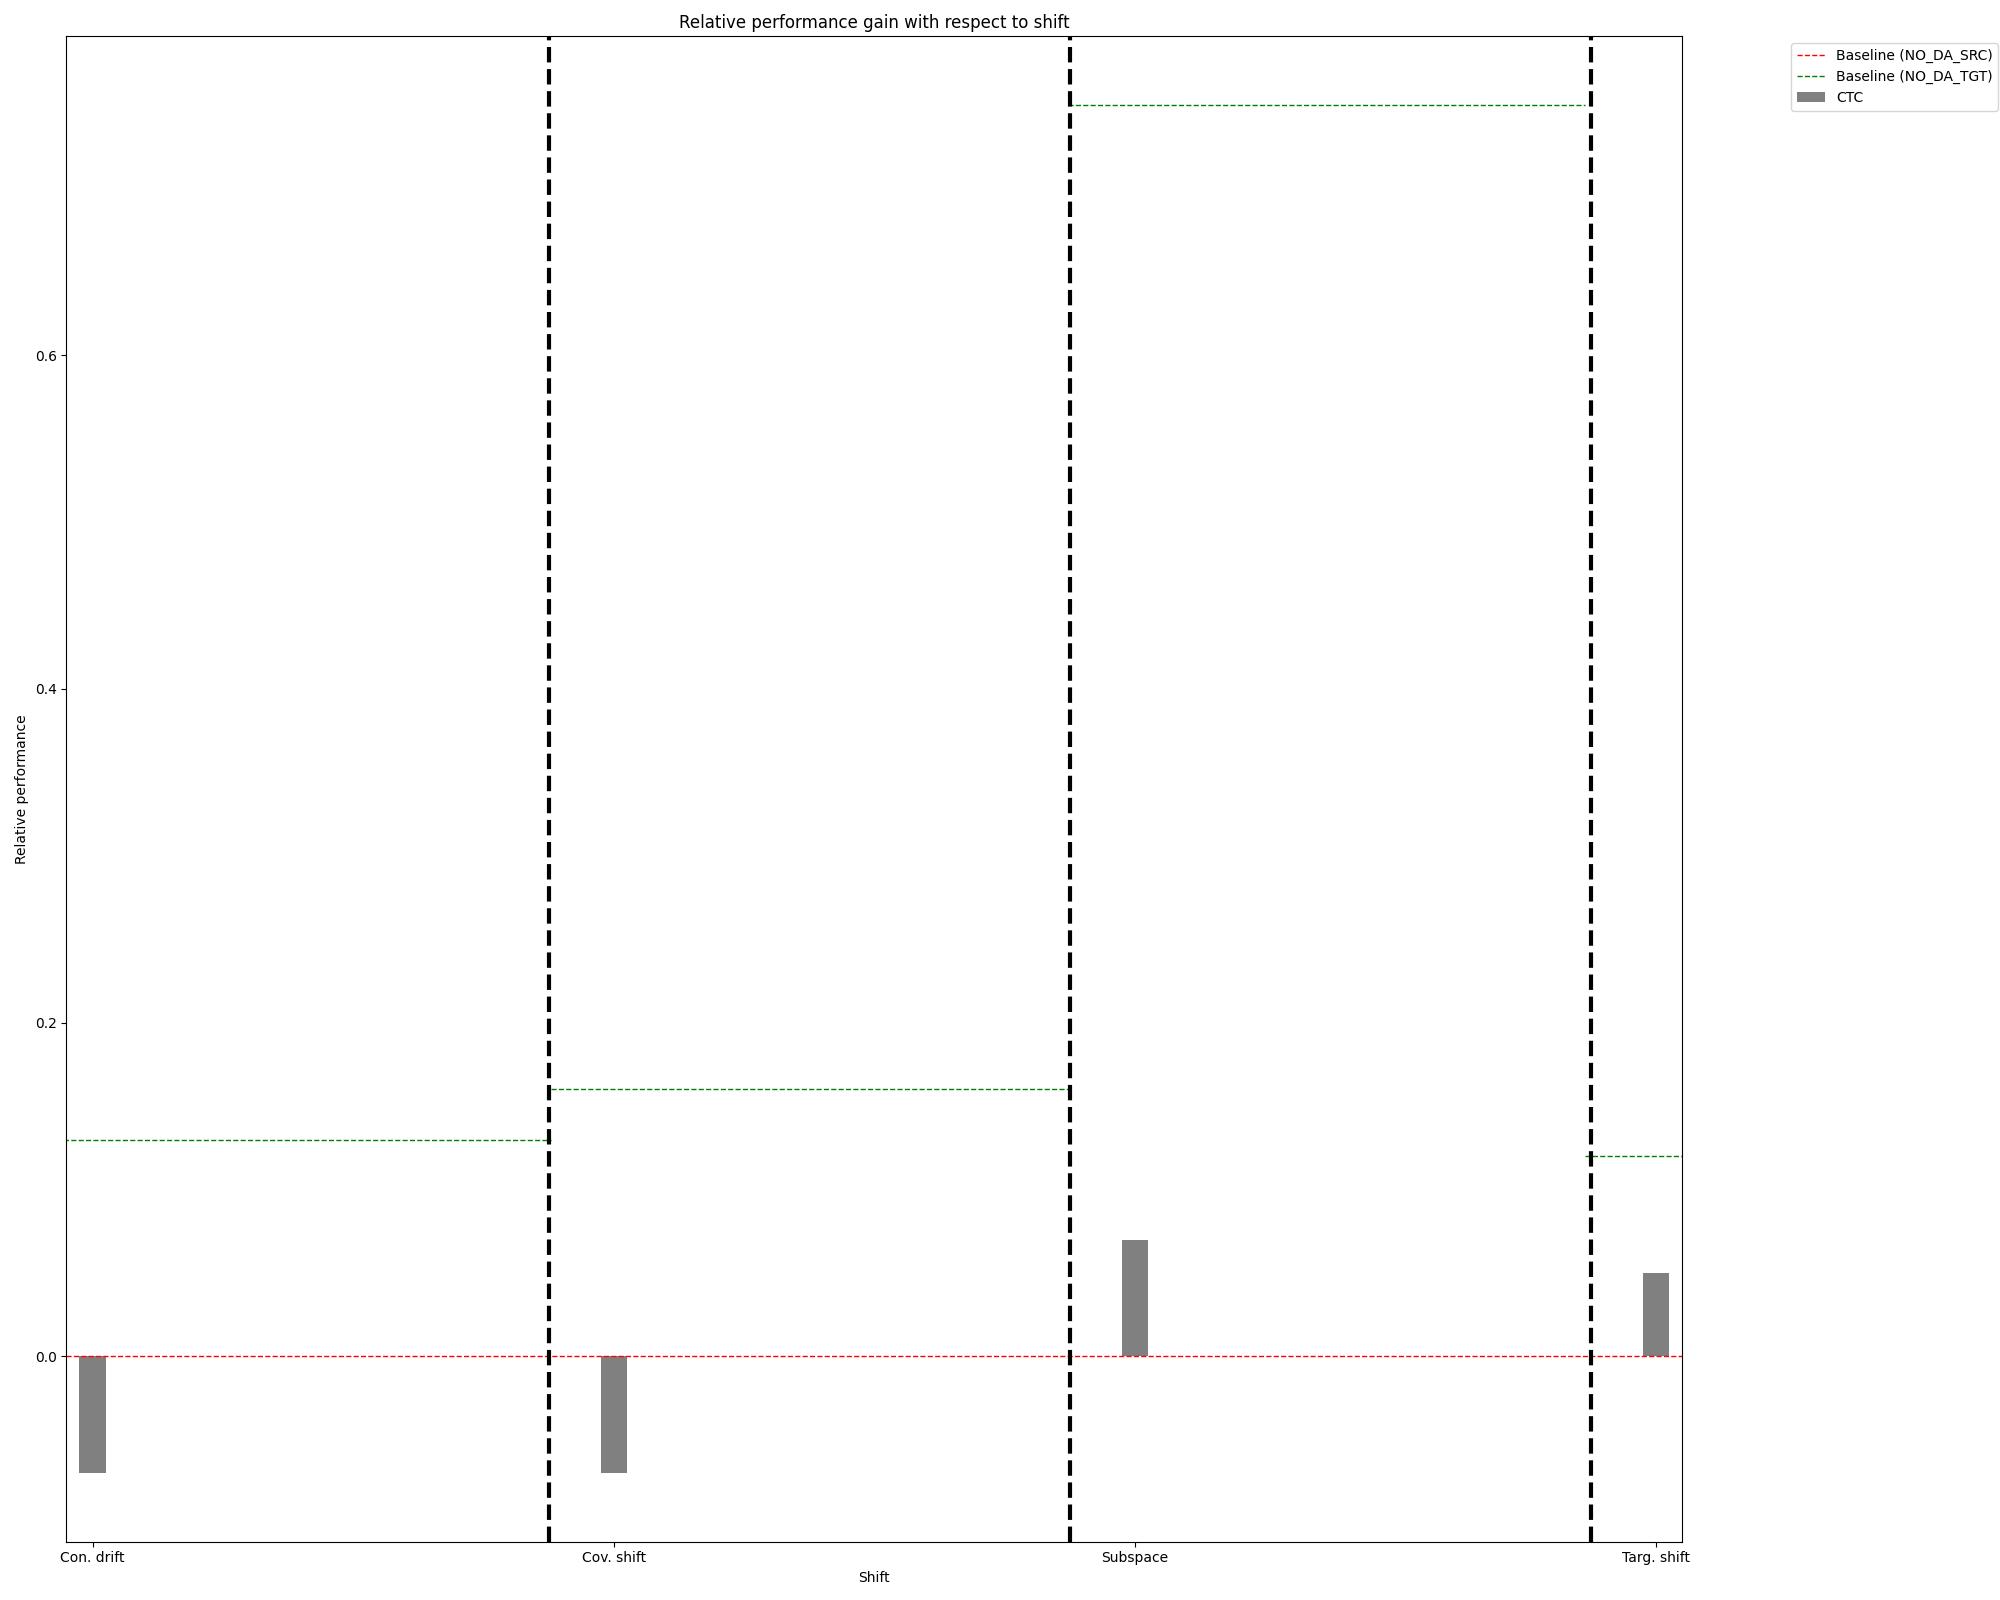 Relative performance gain with respect to shift
Baseline (NO_DA_SRC)
Baseline (NO_DA_TGT)
CTC
Relative performance
0.6
0.4
0.2
0.0
Con. drift
Cov. shift
Subspace
Targ. shift
Shift